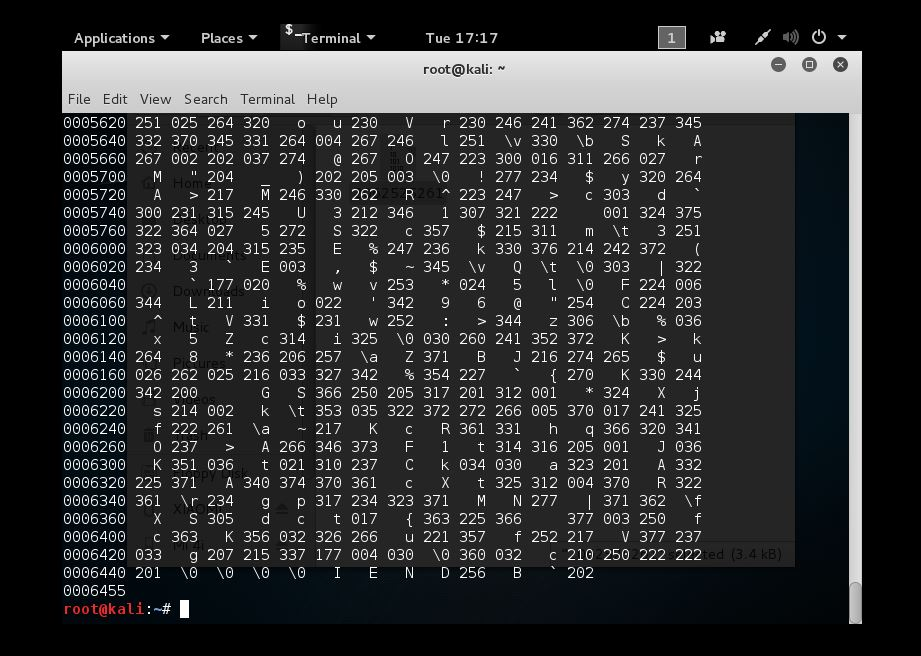 Applications Places $_Terminal Tue 17:17 1
root@kali: ~
File Edit View Search Terminal Help
0005620 251 025 264 320 o u 230 V r 230 246 241 362 274 237 345
0005640 332 370 345 331 264 004 267 246 l 251 \v 330 \b S k A
0005660 267 002 202 037 274 @ 267 O 247 223 300 016 311 266 027 r
0005700 M " 204 _ ) 202 205 003 \0 ! 277 234 $ y 320 264
0005720 A > 217 M 246 330 262 R ^ 223 247 > c 303 d `
0005740 300 231 315 245 U 3 212 346 1 307 321 222 001 324 375
0005760 322 364 027 5 272 S 322 c 357 $ 215 311 m \t 3 251
0006000 323 034 204 315 235 E % 247 236 k 330 376 214 242 372 (
0006020 234 3 ` E 003 , $ ~ 345 \v Q \t \0 303 | 322
0006040 ` 177 020 % w v 253 * 024 5 l \0 F 224 006
0006060 344 L 211 i o 022 ' 342 9 6 @ " 254 C 224 203
0006100 ^ t V 331 $ 231 w 252 : > 344 z 306 \b % 036
0006120 x 5 Z c 314 i 325 \0 030 260 241 352 372 K > k
0006140 264 8 * 236 206 257 \a Z 371 B J 216 274 265 $ u
0006160 026 262 025 216 033 327 342 % 354 227 ` { 270 K 330 244
0006200 342 200 G S 366 250 205 317 201 312 001 * 324 X j
0006220 s 214 002 k \t 353 035 322 372 272 266 005 370 017 241 325
0006240 f 222 261 \a ~ 217 K c R 361 331 h q 366 320 341
0006260 O 237 > A 266 346 373 F 1 t 314 316 205 001 J 036
0006300 K 351 036 t 021 310 237 C k 034 030 a 323 201 A 332
0006320 225 371 A 340 374 370 361 c X t 325 312 004 370 R 322
0006340 361 \r 234 g p 317 234 323 371 M N 277 | 371 362 \f
0006360 X S 305 d c t 017 { 363 225 366 377 003 250 f
0006400 c 363 K 356 032 326 266 u 221 357 f 252 217 V 377 237
0006420 033 g 207 215 337 177 004 030 \0 360 032 c 210 250 222 222
0006440 201 \0 \0 \0 \0 I E N D 256 B ` 202
0006455
root@kali:~#